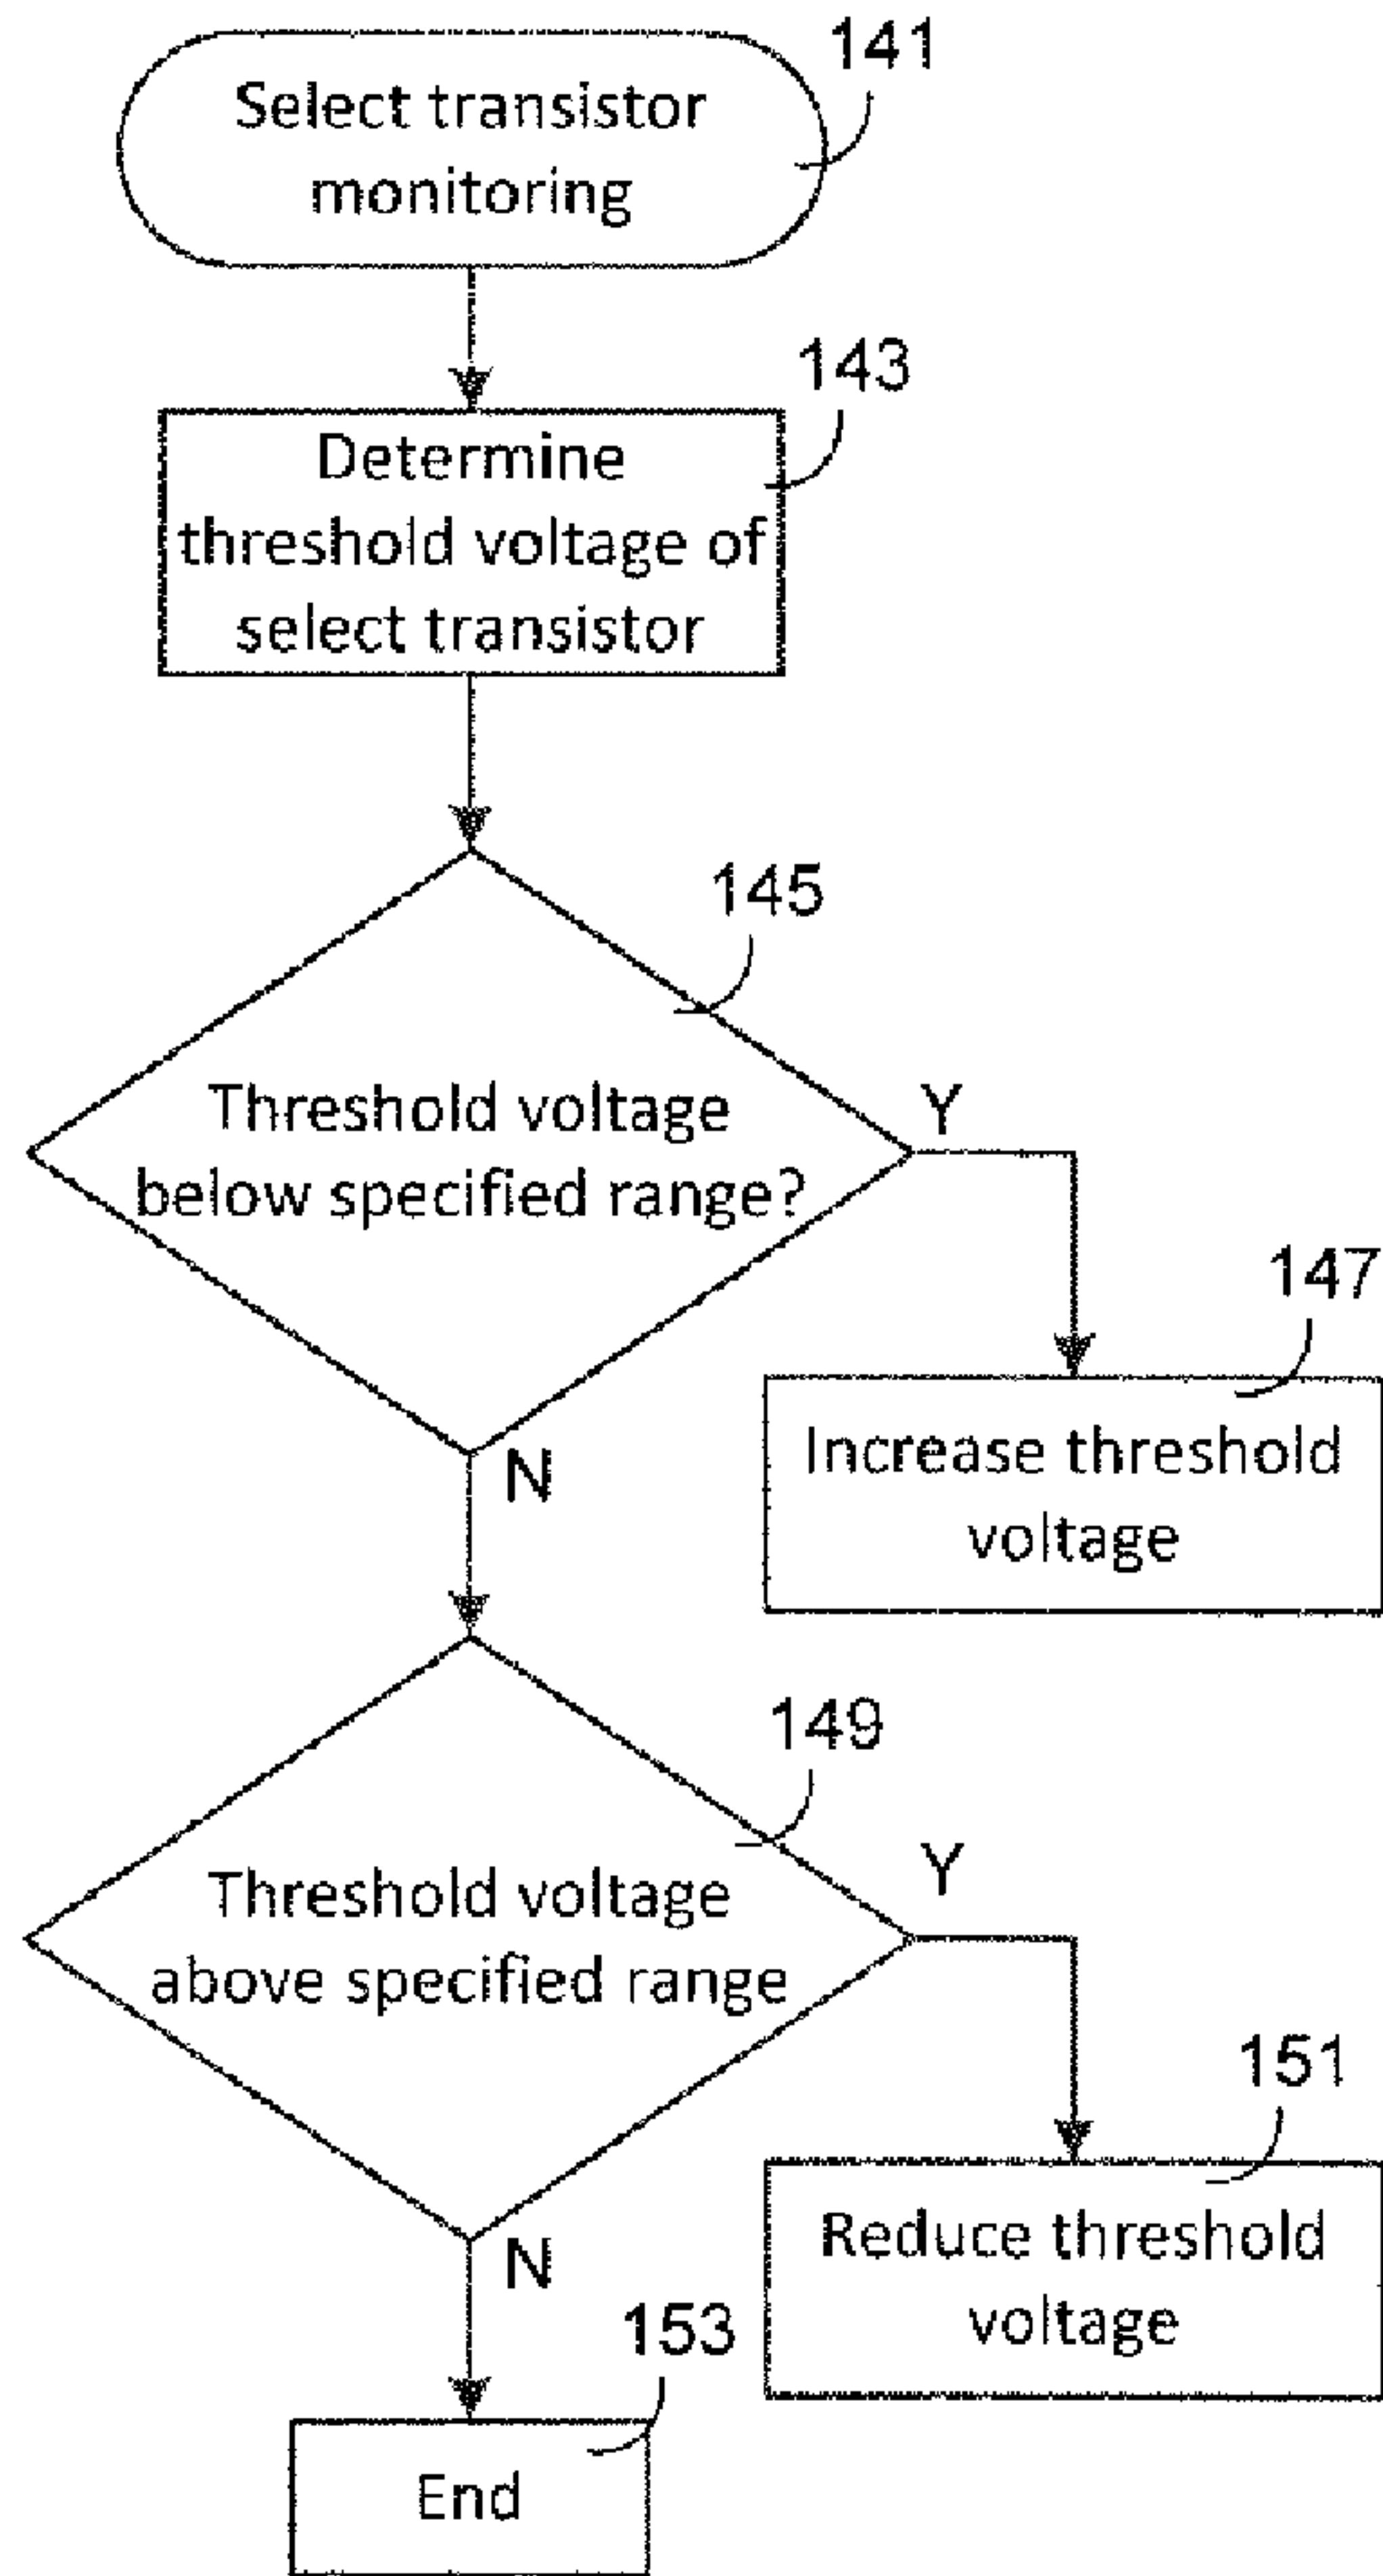 141
Select transistor
monitoring
143
Determine
threshold voltage of
select transistor
145
Threshold voltage
below specified range?
Y
N
147
Increase threshold
voltage
149
Threshold voltage
above specified range
Y
N
151
Reduce threshold
voltage
153
End